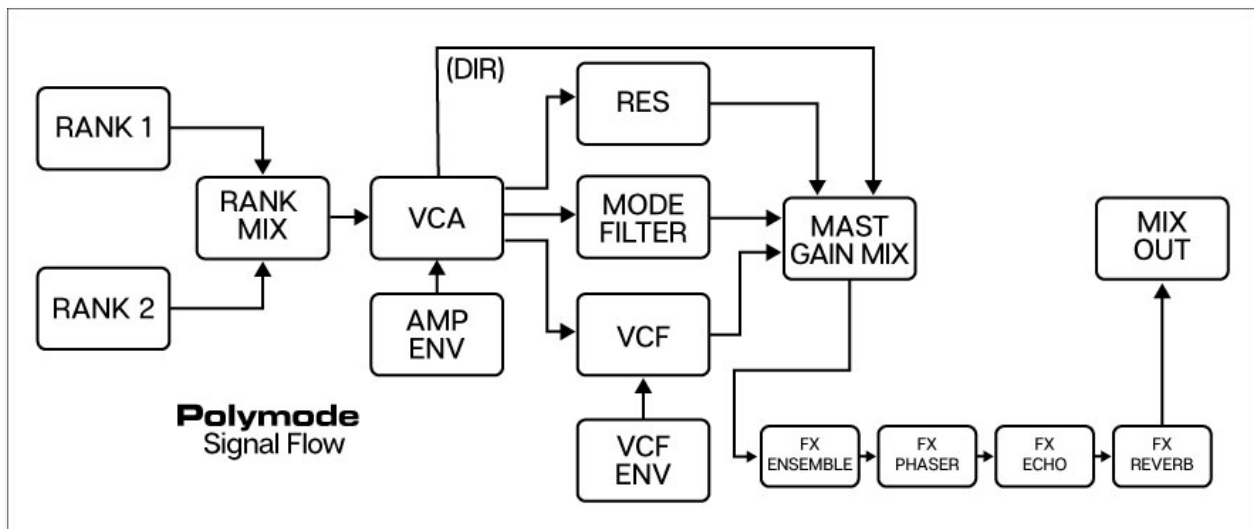 (DIR)
RANK 1
RES
RANK
MIX
VCA
MODE
FILTER
MAST
GAIN MIX
MIX
OUT
RANK 2
AMP
ENV
VCF
Polymode
Signal Flow
VCF
ENV
FX
ENSEMBLE
FX
PHASER
FX
ECHO
FX
REVERB